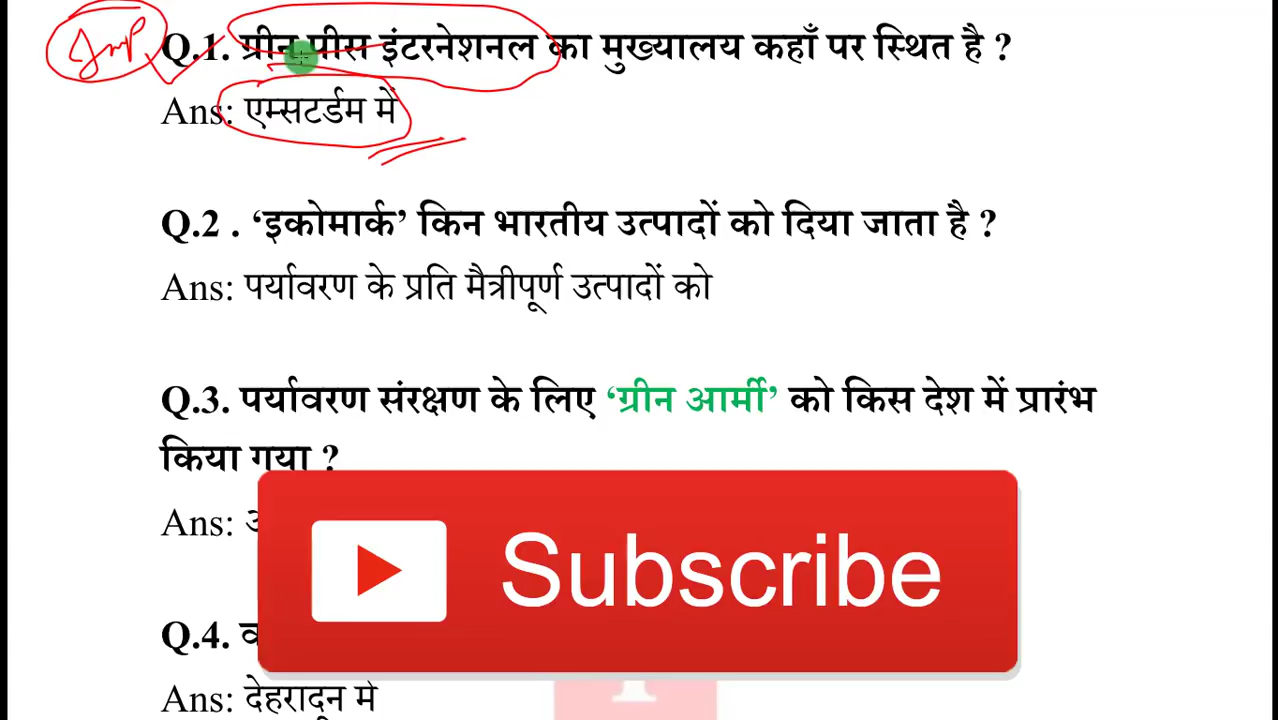 Imp Q.1. ग्रीन पीस इंटरनेशनल का मुख्यालय कहाँ पर स्थित है ?
Ans: एम्सटर्डम में
Q.2 . ‘इकोमार्क’ किन भारतीय उत्पादों को दिया जाता है ?
Ans: पर्यावरण के प्रति मैत्रीपूर्ण उत्पादों को
Q.3. पर्यावरण संरक्षण के लिए ‘ग्रीन आर्मी’ को किस देश में प्रारंभ
किया गया ?
Ans:
Subscribe
Q.4.
Ans: देहरादून में